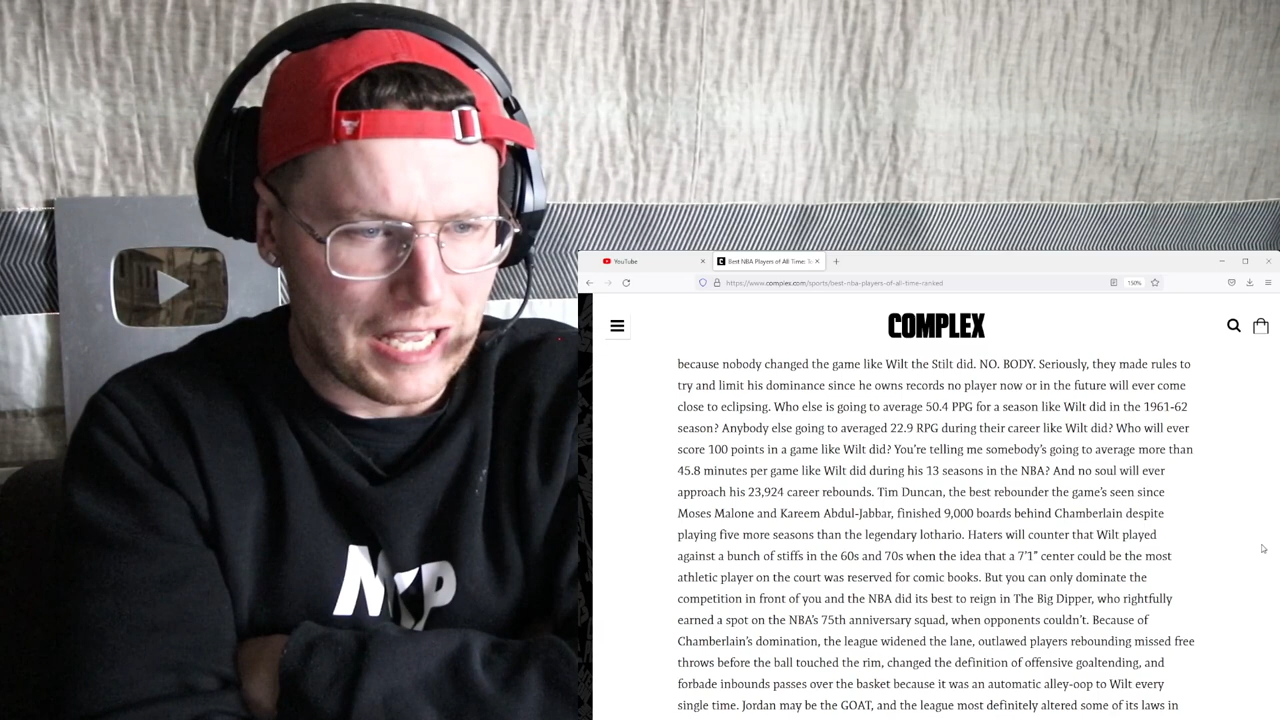 YouTube
Best NBA Players of All Time: To
https://www.complex.com/sports/best-nba-players-of-all-time-ranked
150%
COMPLEX
because nobody changed the game like Wilt the Stilt did. NO. BODY. Seriously, they made rules to
try and limit his dominance since he owns records no player now or in the future will ever come
close to eclipsing. Who else is going to average 50.4 PPG for a season like Wilt did in the 1961-62
season? Anybody else going to averaged 22.9 RPG during their career like Wilt did? Who will ever
score 100 points in a game like Wilt did? You're telling me somebody's going to average more than
45.8 minutes per game like Wilt did during his 13 seasons in the NBA? And no soul will ever
approach his 23,924 career rebounds. Tim Duncan, the best rebounder the game's seen since
Moses Malone and Kareem Abdul-Jabbar, finished 9,000 boards behind Chamberlain despite
playing five more seasons than the legendary lothario. Haters will counter that Wilt played
against a bunch of stiffs in the 60s and 70s when the idea that a 7'1” center could be the most
athletic player on the court was reserved for comic books. But you can only dominate the
competition in front of you and the NBA did its best to reign in The Big Dipper, who rightfully
earned a spot on the NBA's 75th anniversary squad, when opponents couldn't. Because of
Chamberlain's domination, the league widened the lane, outlawed players rebounding missed free
throws before the ball touched the rim, changed the definition of offensive goaltending, and
forbade inbounds passes over the basket because it was an automatic alley-oop to Wilt every
single time. Jordan may be the GOAT, and the league most definitely altered some of its laws in